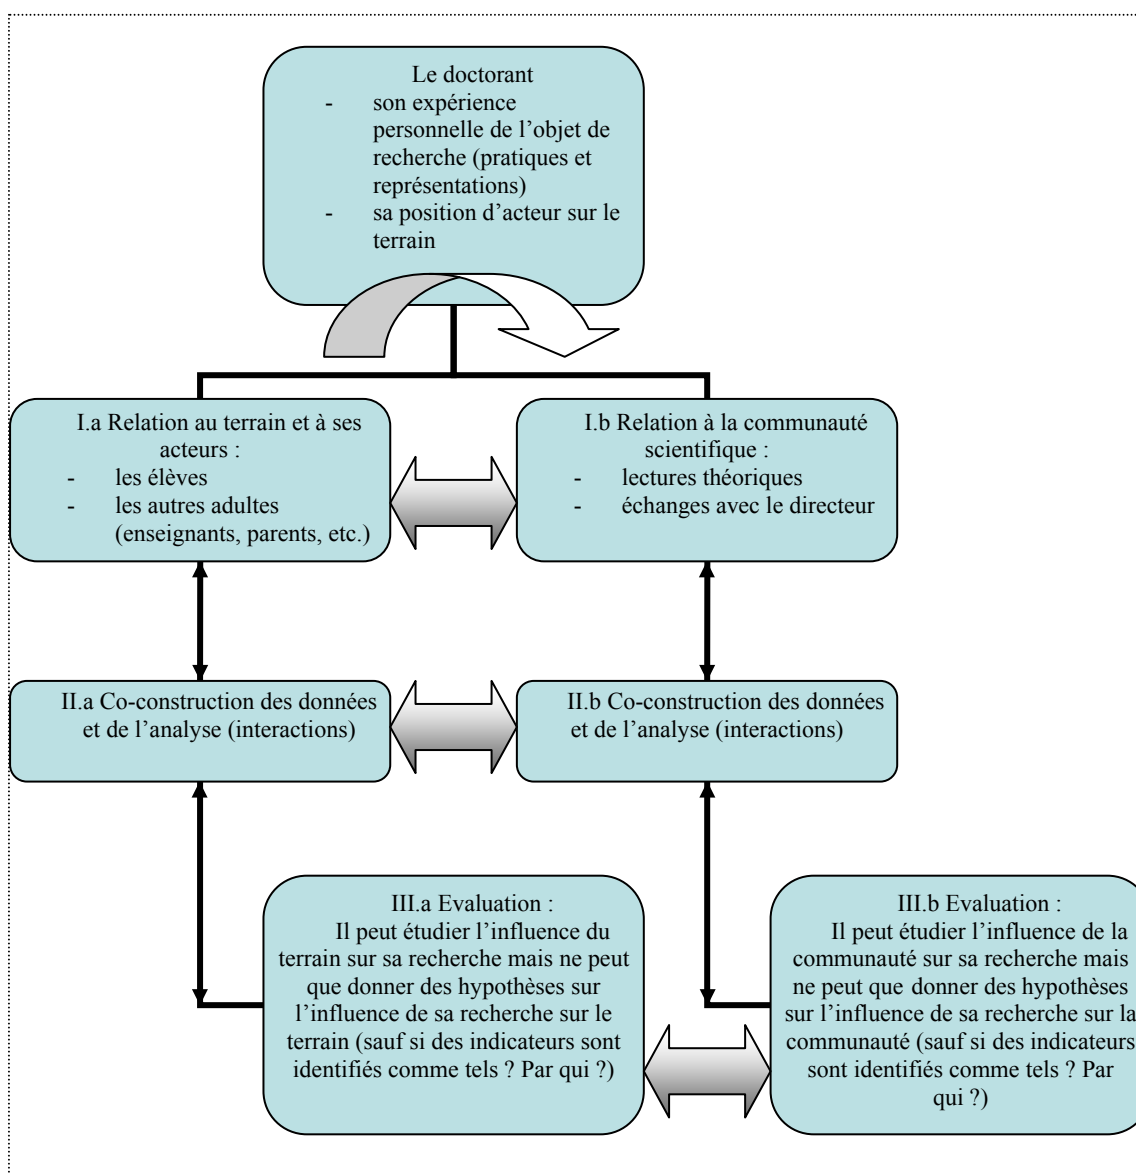 Le doctorant
- son expérience
personnelle de l’objet de
recherche (pratiques et
représentations)
- sa position d’acteur sur le
terrain
I.a Relation au terrain et à ses
acteurs :
- les élèves
- les autres adultes
(enseignants, parents, etc.)
I.b Relation à la communauté
scientifique :
- lectures théoriques
- échanges avec le directeur
II.a Co-construction des données
et de l’analyse (interactions)
II.b Co-construction des données
et de l’analyse (interactions)
III.a Evaluation :
Il peut étudier l’influence du
terrain sur sa recherche mais ne peut
que donner des hypothèses sur
l’influence de sa recherche sur le
terrain (sauf si des indicateurs sont
identifiés comme tels ? Par qui ?)
III.b Evaluation :
Il peut étudier l’influence de la
communauté sur sa recherche mais
ne peut que donner des hypothèses
sur l’influence de sa recherche sur la
communauté (sauf si des indicateurs
sont identifiés comme tels ? Par
qui ?)